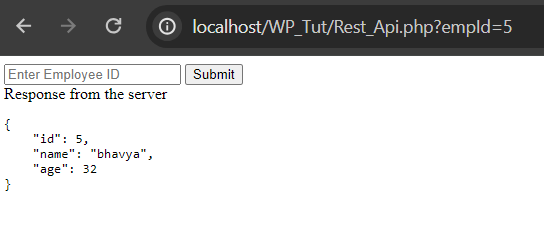 localhost/WP_Tut/Rest_Api.php?empId=5
Enter Employee ID Submit
Response from the server
{
    "id": 5,
    "name": "bhavya",
    "age": 32
}